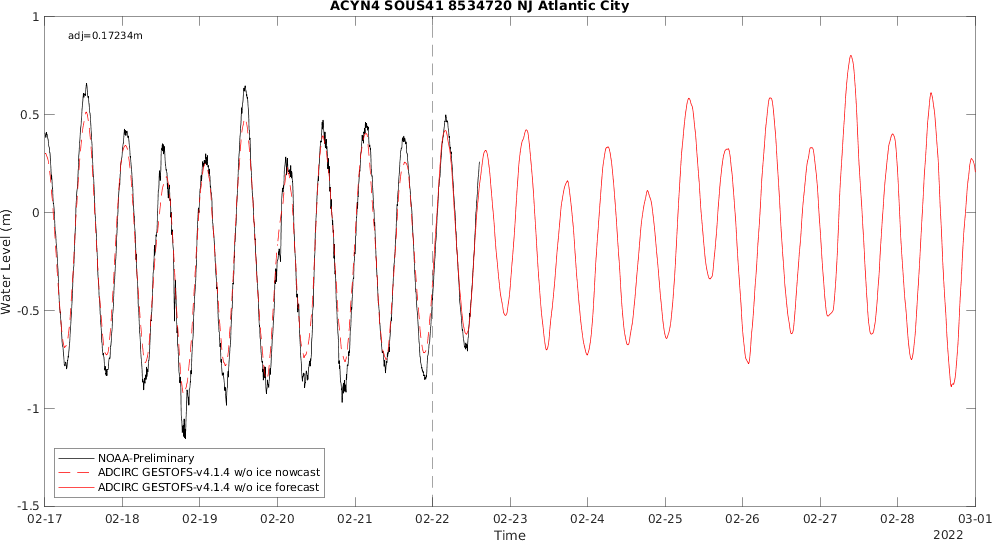 ACYN4 SOUS41 8534720 NJ Atlantic City
adj=0.17234m
1
0.5
0
-0.5
-1
-1.5
Water Level (m)
NOAA-Preliminary
ADCIRC GESTOFS-v4.1.4 w/o ice nowcast
ADCIRC GESTOFS-v4.1.4 w/o ice forecast
02-17 02-18 02-19 02-20 02-21 02-22 02-23 02-24 02-25 02-26 02-27 02-28 03-01
Time
2022